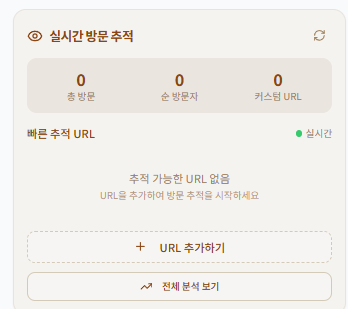 실시간 방문 추적
0 0 0
총 방문 순 방문자 커스텀 URL
빠른 추적 URL 실시간
추적 가능한 URL 없음
URL을 추가하여 방문 추적을 시작하세요
+ URL 추가하기
전체 분석 보기